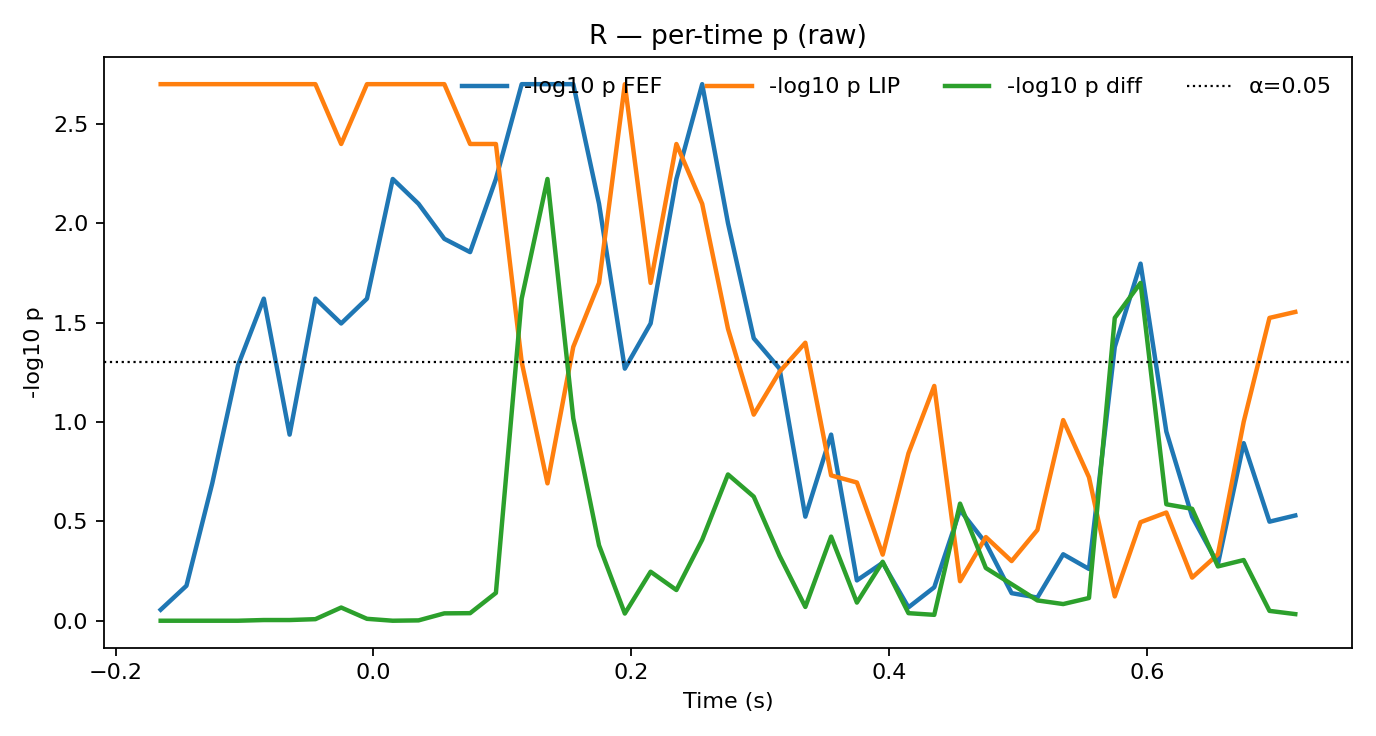 R — per-time p (raw)
-log10 p FEF
-log10 p LIP
-log10 p diff
α=0.05
-log10 p
2.5
2.0
1.5
1.0
0.5
0.0
−0.2
0.0
0.2
0.4
0.6
Time (s)